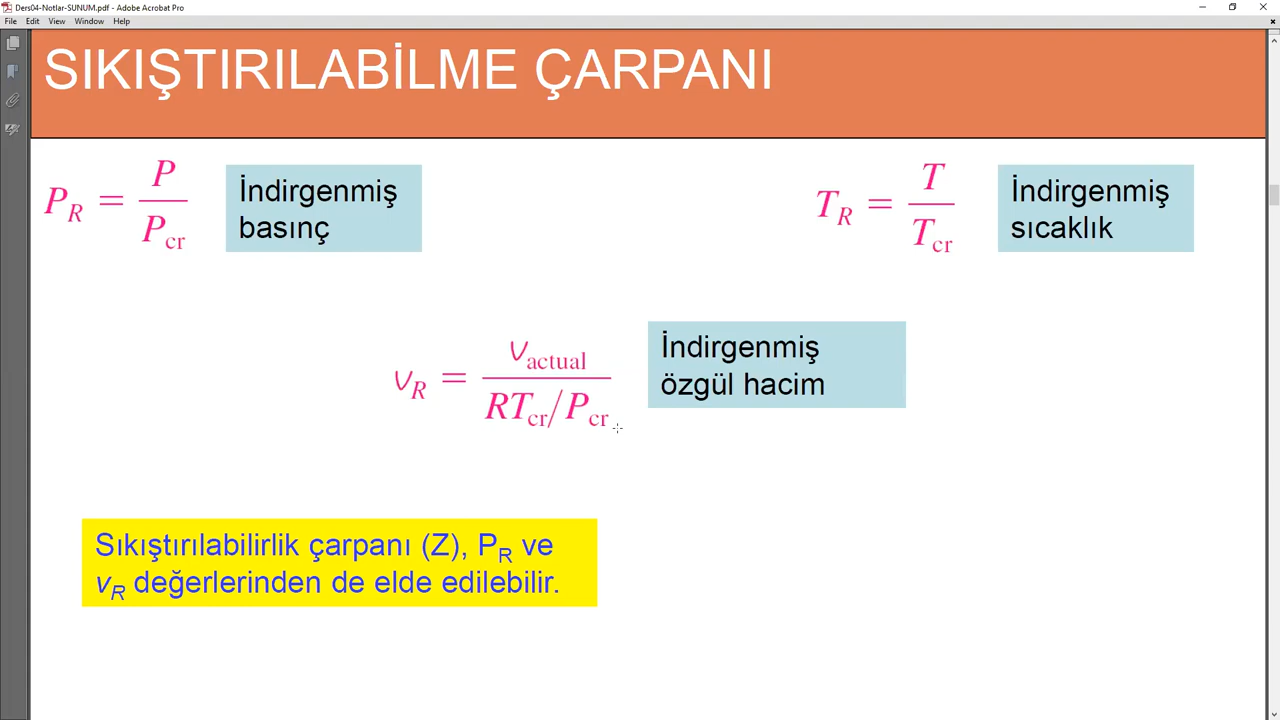 Ders04-Notlar-SUNUM.pdf - Adobe Acrobat Pro
File Edit View Window Help
SIKIŞTIRILABİLME ÇARPANI
P_R = P / P_cr
İndirgenmiş
basınç
T_R = T / T_cr
İndirgenmiş
sıcaklık
v_R = v_actual / (RT_cr/P_cr)
İndirgenmiş
özgül hacim
Sıkıştırılabilirlik çarpanı (Z), P_R ve
v_R değerlerinden de elde edilebilir.